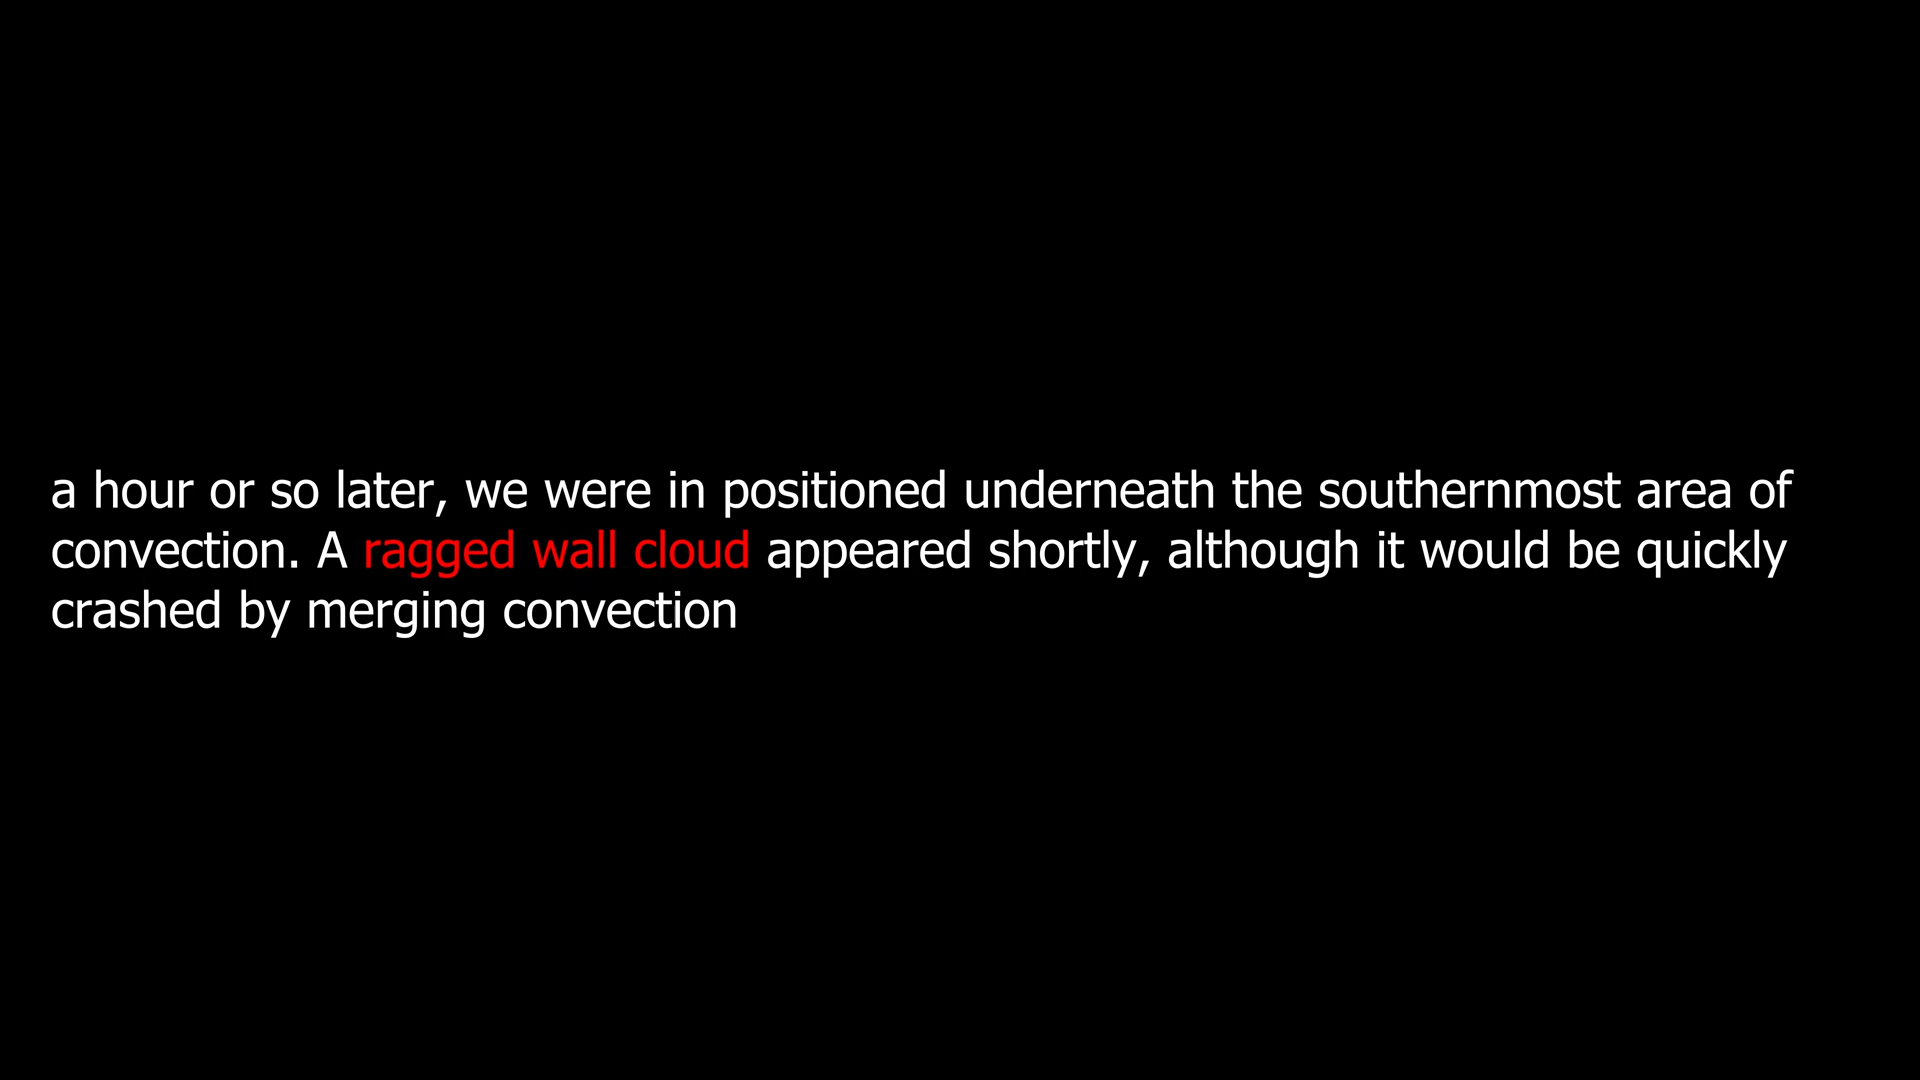 a hour or so later, we were in positioned underneath the southernmost area of
convection. A ragged wall cloud appeared shortly, although it would be quickly
crashed by merging convection